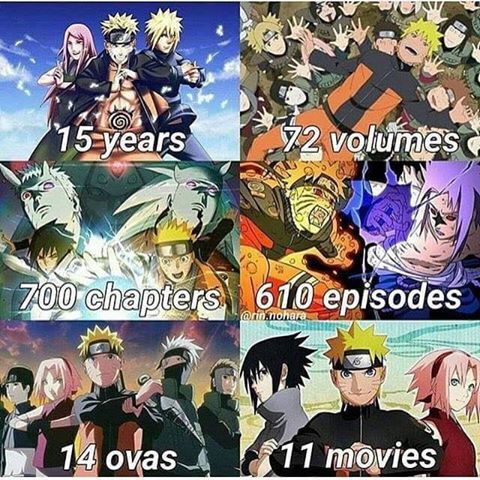 15 years
72 volumes
700 chapters
610 episodes
@rin.nohara
14 ovas
11 movies